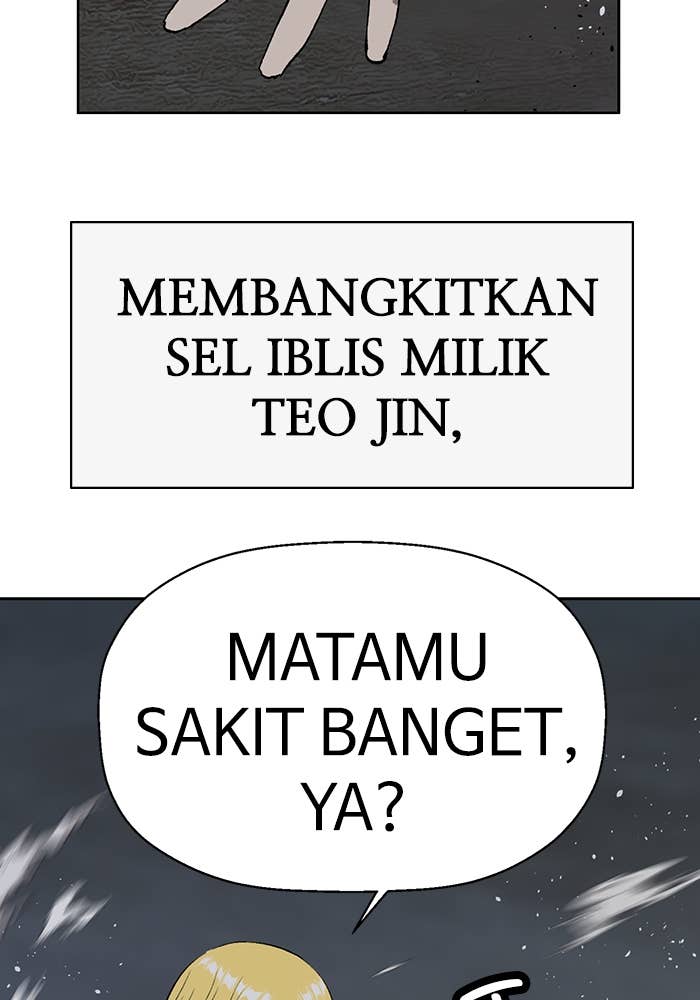 MEMBANGKITKAN
SEL IBLIS MILIK
TEO JIN,
MATAMU
SAKIT BANGET,
YA?